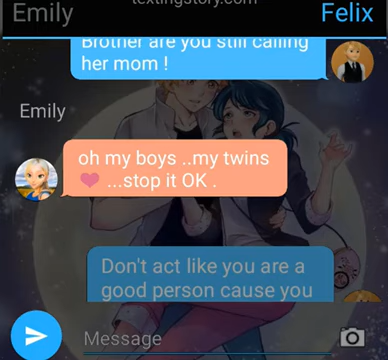 textingstory.com
Emily
Felix
Brother are you still calling
her mom !
Emily
oh my boys ..my twins
❤ ...stop it OK .
Don't act like you are a
good person cause you
Message